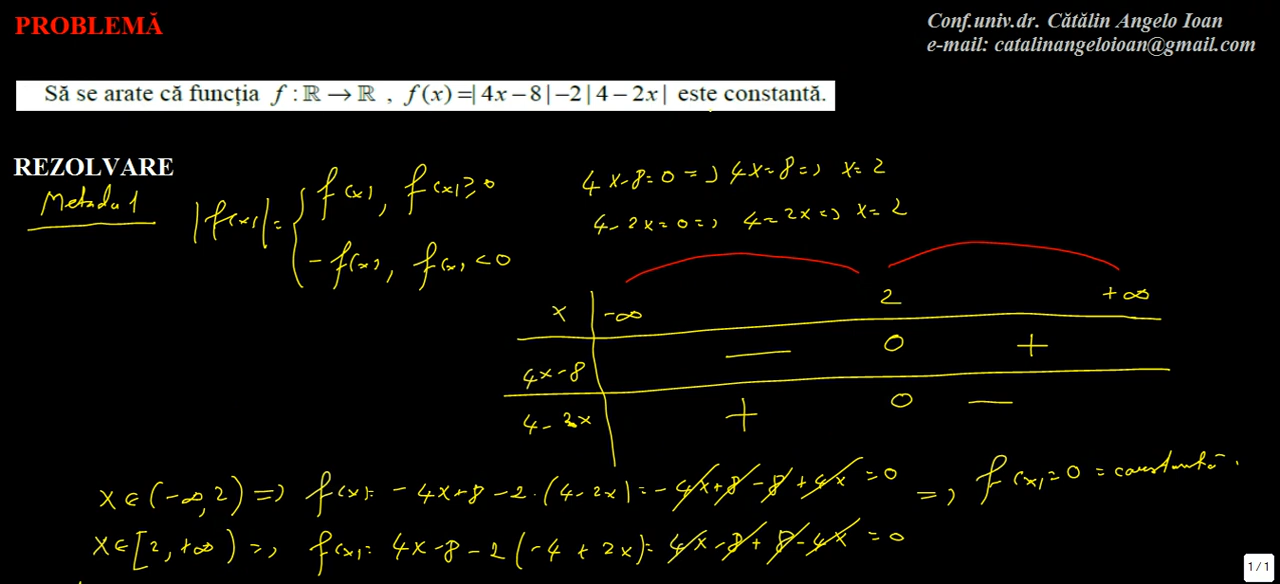 PROBLEMĂ
Conf.univ.dr. Cătălin Angelo Ioan
e-mail: catalinangeloioan@gmail.com
Să se arate că funcția f : ℝ → ℝ , f(x) =| 4x − 8 | −2 | 4 − 2x | este constantă.
REZOLVARE
Metoda 1
|f(x)| = { f(x), f(x) ≥ 0
- f(x), f(x) < 0
4x-8=0 => 4x=8 => x=2
4-2x=0 => 4=2x => x=2
x -∞ 2 +∞
4x-8 — 0 +
4-2x + 0 —
x∈(-∞,2) => f(x)= -4x+8-2·(4-2x)= -4x+8-8+4x =0
x∈[2,+∞) => f(x)= 4x-8-2(-4+2x)= 4x-8+8-4x =0
=> f(x)=0=constantă.
1/1